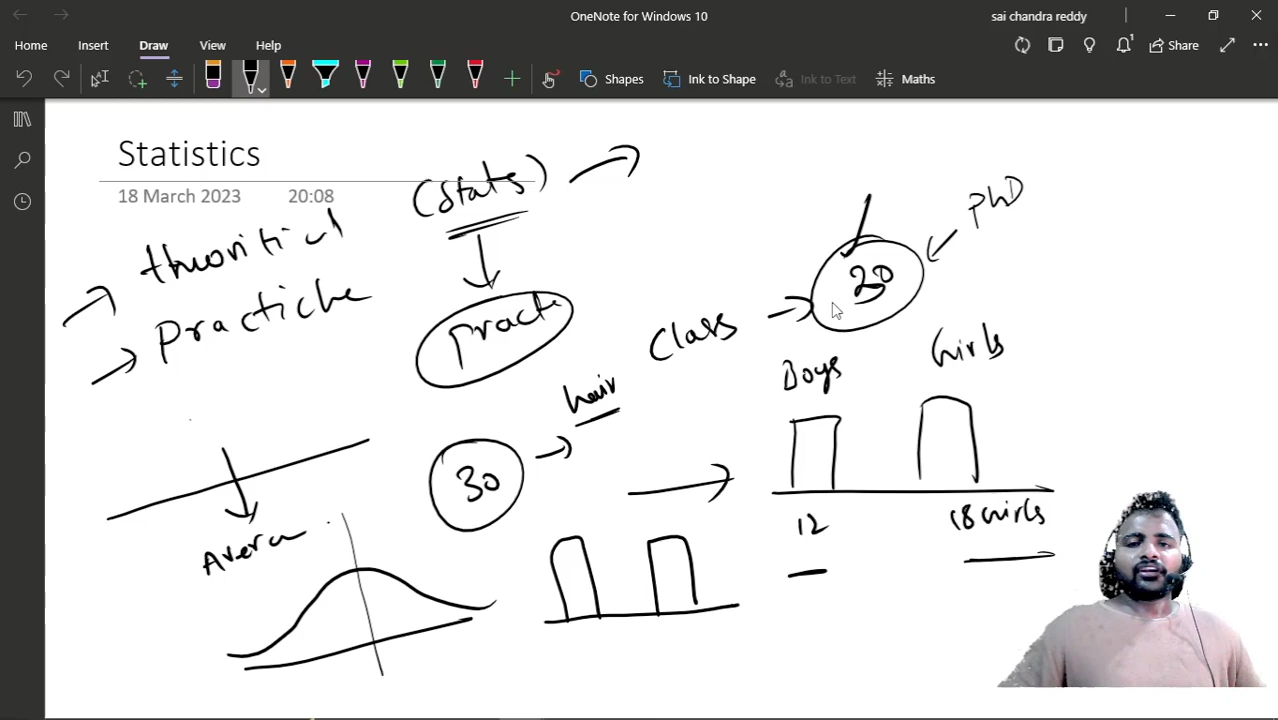 OneNote for Windows 10
sai chandra reddy
Home Insert Draw View Help
Share
Shapes Ink to Shape Ink to Text Maths
Statistics
18 March 2023 20:08
(Stats)
PhD
theoritical
Practicle
pract
20
Class
Boys Girls
hair
30
12 18 Girls
Avera